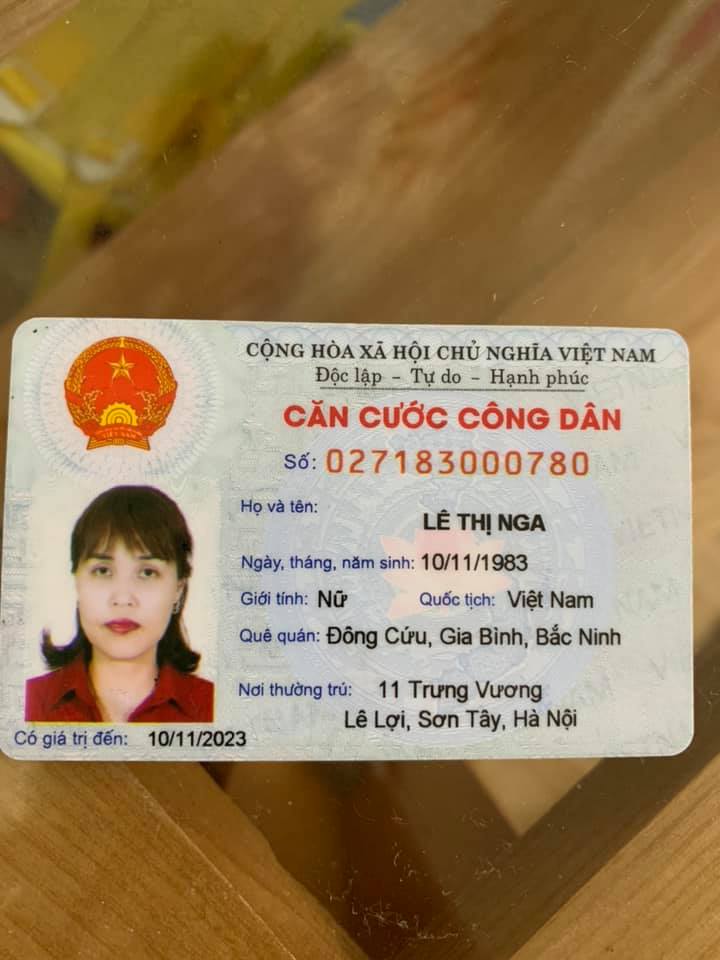 CỘNG HÒA XÃ HỘI CHỦ NGHĨA VIỆT NAM
Độc lập - Tự do - Hạnh phúc
CĂN CƯỚC CÔNG DÂN
Số: 027183000780
Họ và tên:
LÊ THỊ NGA
Ngày, tháng, năm sinh: 10/11/1983
Giới tính: Nữ Quốc tịch: Việt Nam
Quê quán: Đông Cứu, Gia Bình, Bắc Ninh
Nơi thường trú: 11 Trưng Vương
Lê Lợi, Sơn Tây, Hà Nội
Có giá trị đến: 10/11/2023